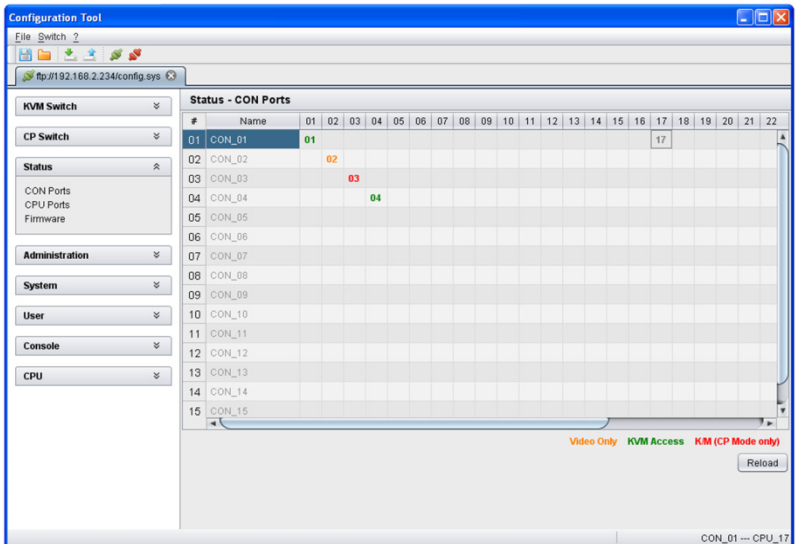 Configuration Tool
File Switch ?
ftp://192.168.2.234/config.sys
KVM Switch
CP Switch
Status
CON Ports
CPU Ports
Firmware
Administration
System
User
Console
CPU
Status - CON Ports
# Name 01 02 03 04 05 06 07 08 09 10 11 12 13 14 15 16 17 18 19 20 21 22
01 CON_01 01 17
02 CON_02 02
03 CON_03 03
04 CON_04 04
05 CON_05
06 CON_06
07 CON_07
08 CON_08
09 CON_09
10 CON_10
11 CON_11
12 CON_12
13 CON_13
14 CON_14
15 CON_15
Video Only KVM Access K/M (CP Mode only)
Reload
CON_01 --- CPU_17